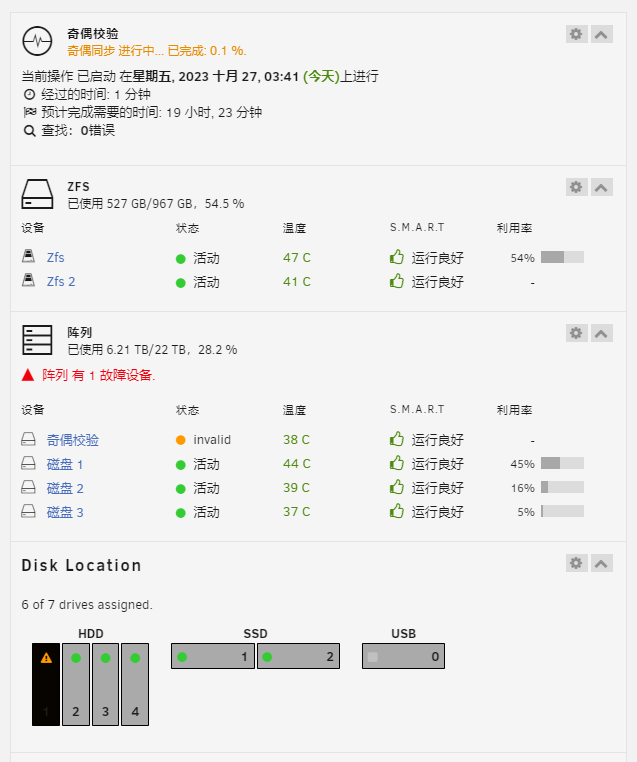 奇偶校验
奇偶同步 进行中... 已完成: 0.1 %.
当前操作 已启动 在星期五, 2023 十月 27, 03:41 (今天)上进行
经过的时间: 1 分钟
预计完成需要的时间: 19 小时, 23 分钟
查找：0错误
ZFS
已使用 527 GB/967 GB，54.5 %
设备 状态 温度 S.M.A.R.T 利用率
Zfs 活动 47 C 运行良好 54%
Zfs 2 活动 41 C 运行良好 -
阵列
已使用 6.21 TB/22 TB，28.2 %
阵列 有 1 故障设备.
设备 状态 温度 S.M.A.R.T 利用率
奇偶校验 invalid 38 C 运行良好 -
磁盘 1 活动 44 C 运行良好 45%
磁盘 2 活动 39 C 运行良好 16%
磁盘 3 活动 37 C 运行良好 5%
Disk Location
6 of 7 drives assigned.
HDD SSD USB
1 2 0
1 2 3 4